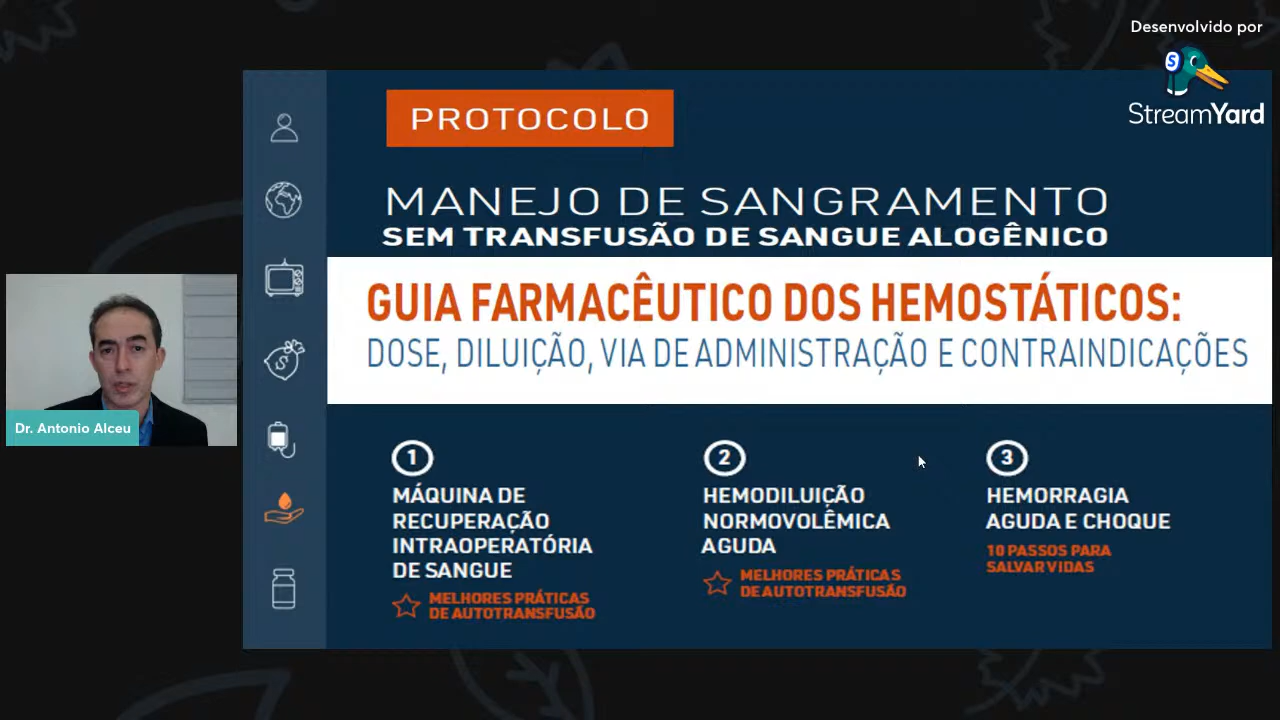 Desenvolvido por
StreamYard
PROTOCOLO
MANEJO DE SANGRAMENTO
SEM TRANSFUSÃO DE SANGUE ALOGÊNICO
GUIA FARMACÊUTICO DOS HEMOSTÁTICOS:
DOSE, DILUIÇÃO, VIA DE ADMINISTRAÇÃO E CONTRAINDICAÇÕES
Dr. Antonio Alceu
1
MÁQUINA DE
RECUPERAÇÃO
INTRAOPERATÓRIA
DE SANGUE
MELHORES PRÁTICAS
DE AUTOTRANSFUSÃO
2
HEMODILUIÇÃO
NORMOVOLÊMICA
AGUDA
MELHORES PRÁTICAS
DE AUTOTRANSFUSÃO
3
HEMORRAGIA
AGUDA E CHOQUE
10 PASSOS PARA
SALVAR VIDAS